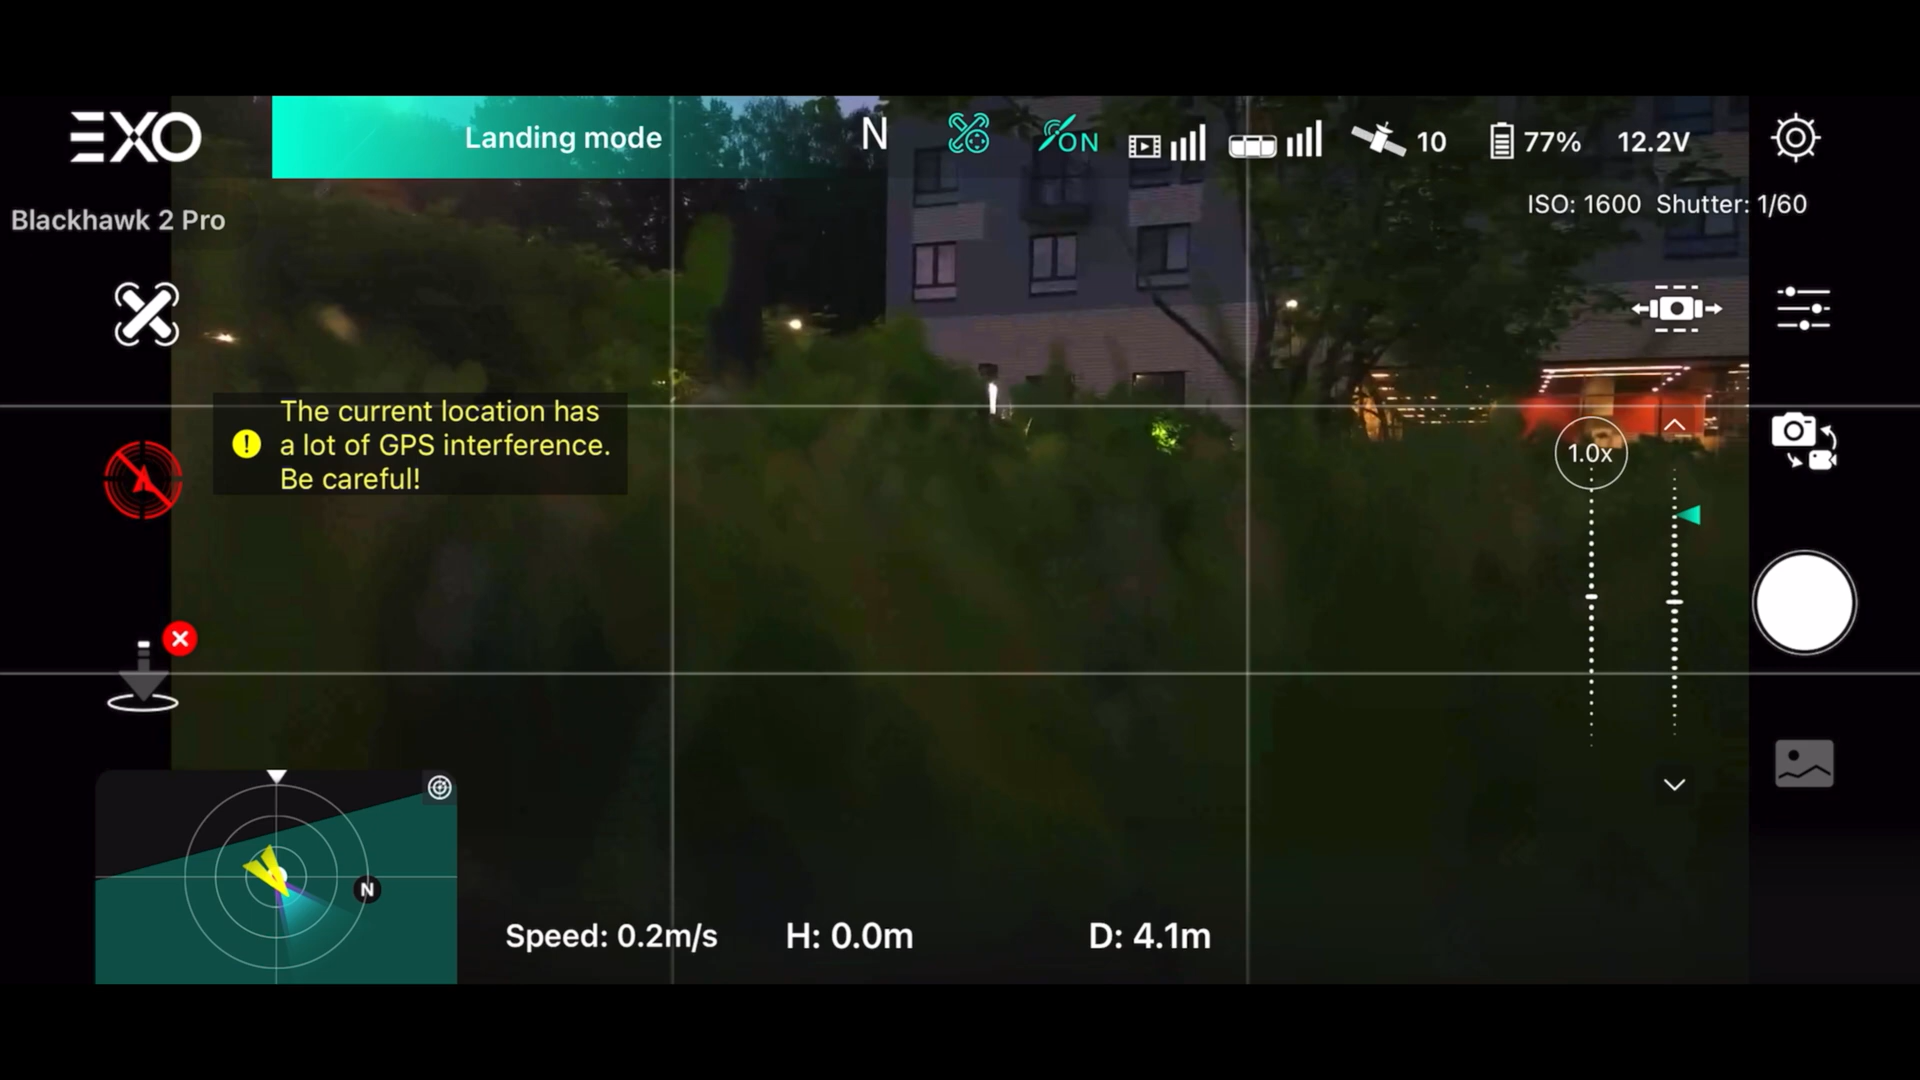 EXO
Landing mode
N
ON
10
77%
12.2V
ISO: 1600 Shutter: 1/60
Blackhawk 2 Pro
The current location has
a lot of GPS interference.
Be careful!
1.0x
N
Speed: 0.2m/s
H: 0.0m
D: 4.1m